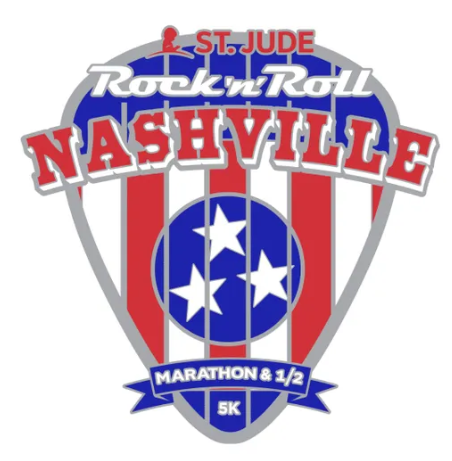 ST. JUDE
Rock'n'Roll
NASHVILLE
MARATHON & 1/2
5K